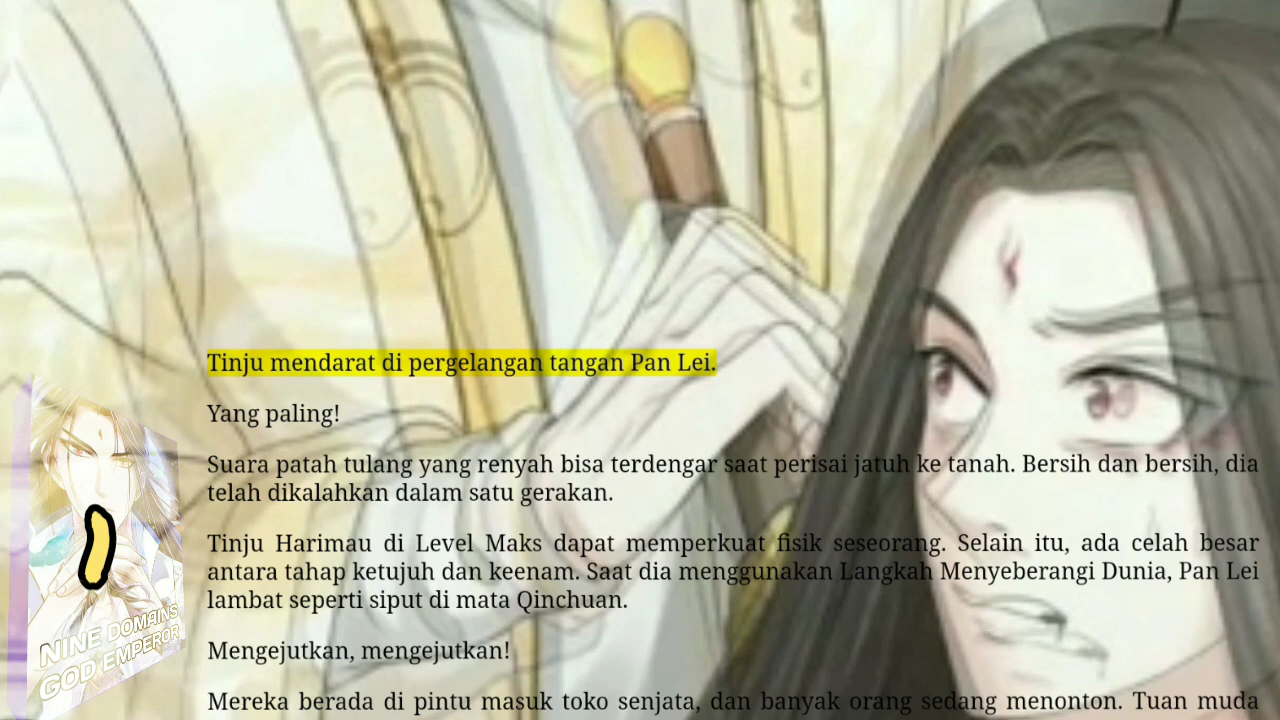 Tinju mendarat di pergelangan tangan Pan Lei.
Yang paling!
Suara patah tulang yang renyah bisa terdengar saat perisai jatuh ke tanah. Bersih dan bersih, dia
telah dikalahkan dalam satu gerakan.
Tinju Harimau di Level Maks dapat memperkuat fisik seseorang. Selain itu, ada celah besar
antara tahap ketujuh dan keenam. Saat dia menggunakan Langkah Menyeberangi Dunia, Pan Lei
lambat seperti siput di mata Qinchuan.
Mengejutkan, mengejutkan!
Mereka berada di pintu masuk toko senjata, dan banyak orang sedang menonton. Tuan muda
NINE DOMAINS
GOD EMPEROR